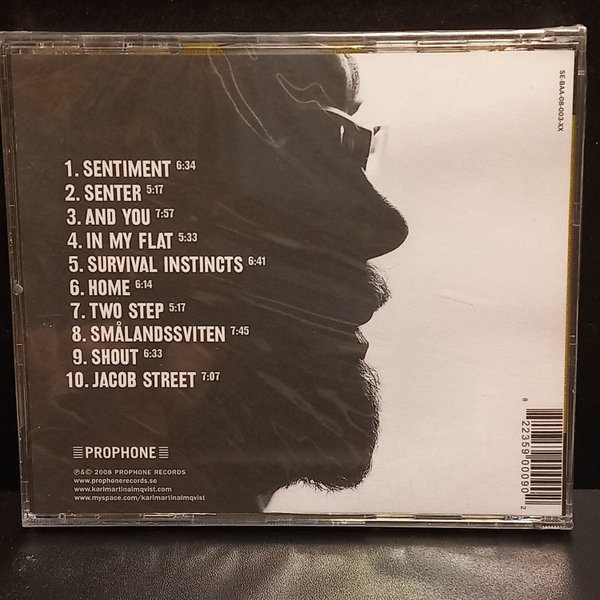 SE-BAA-08-003-XX
1. SENTIMENT 6:34
2. SENTER 5:17
3. AND YOU 7:57
4. IN MY FLAT 5:33
5. SURVIVAL INSTINCTS 6:41
6. HOME 6:14
7. TWO STEP 5:17
8. SMÅLANDSSVITEN 7:45
9. SHOUT 6:33
10. JACOB STREET 7:07
PROPHONE
℗&© 2008 PROPHONE RECORDS
www.prophonerecords.se
www.karlmartinalmqvist.com
www.myspace.com/karlmartinalmqvist
8 22359 00090 2